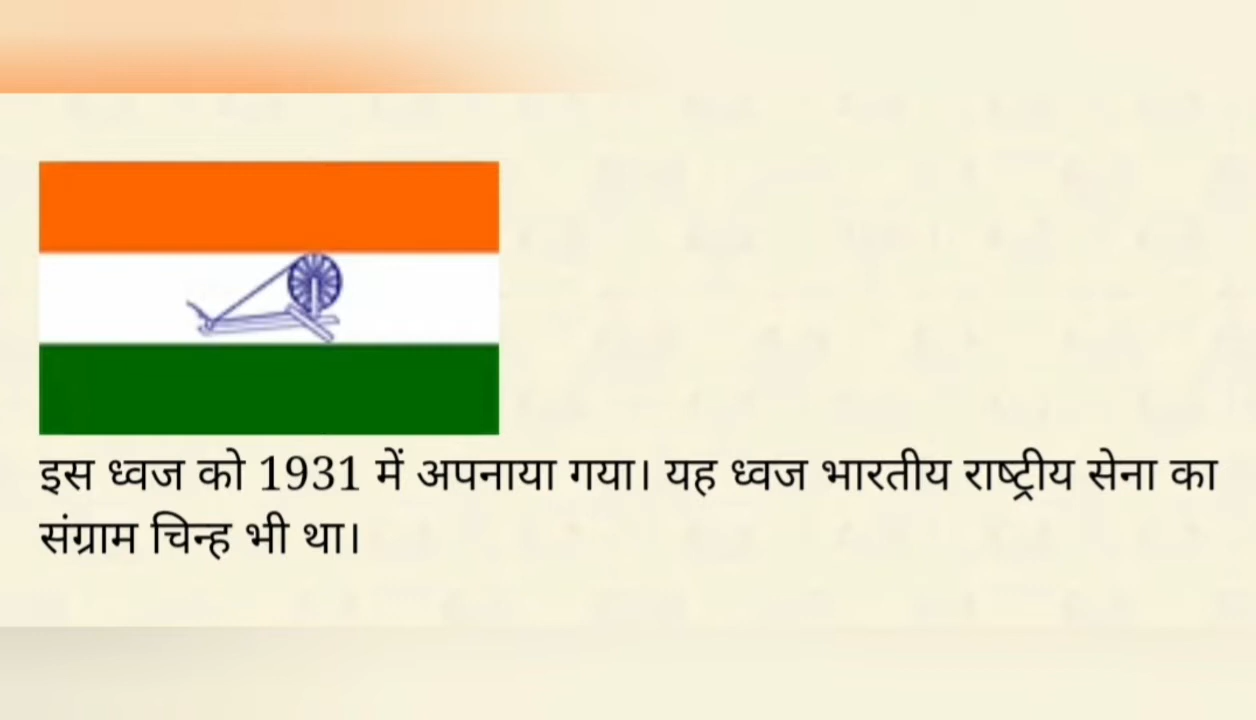 इस ध्वज को 1931 में अपनाया गया। यह ध्वज भारतीय राष्ट्रीय सेना का
संग्राम चिन्ह भी था।